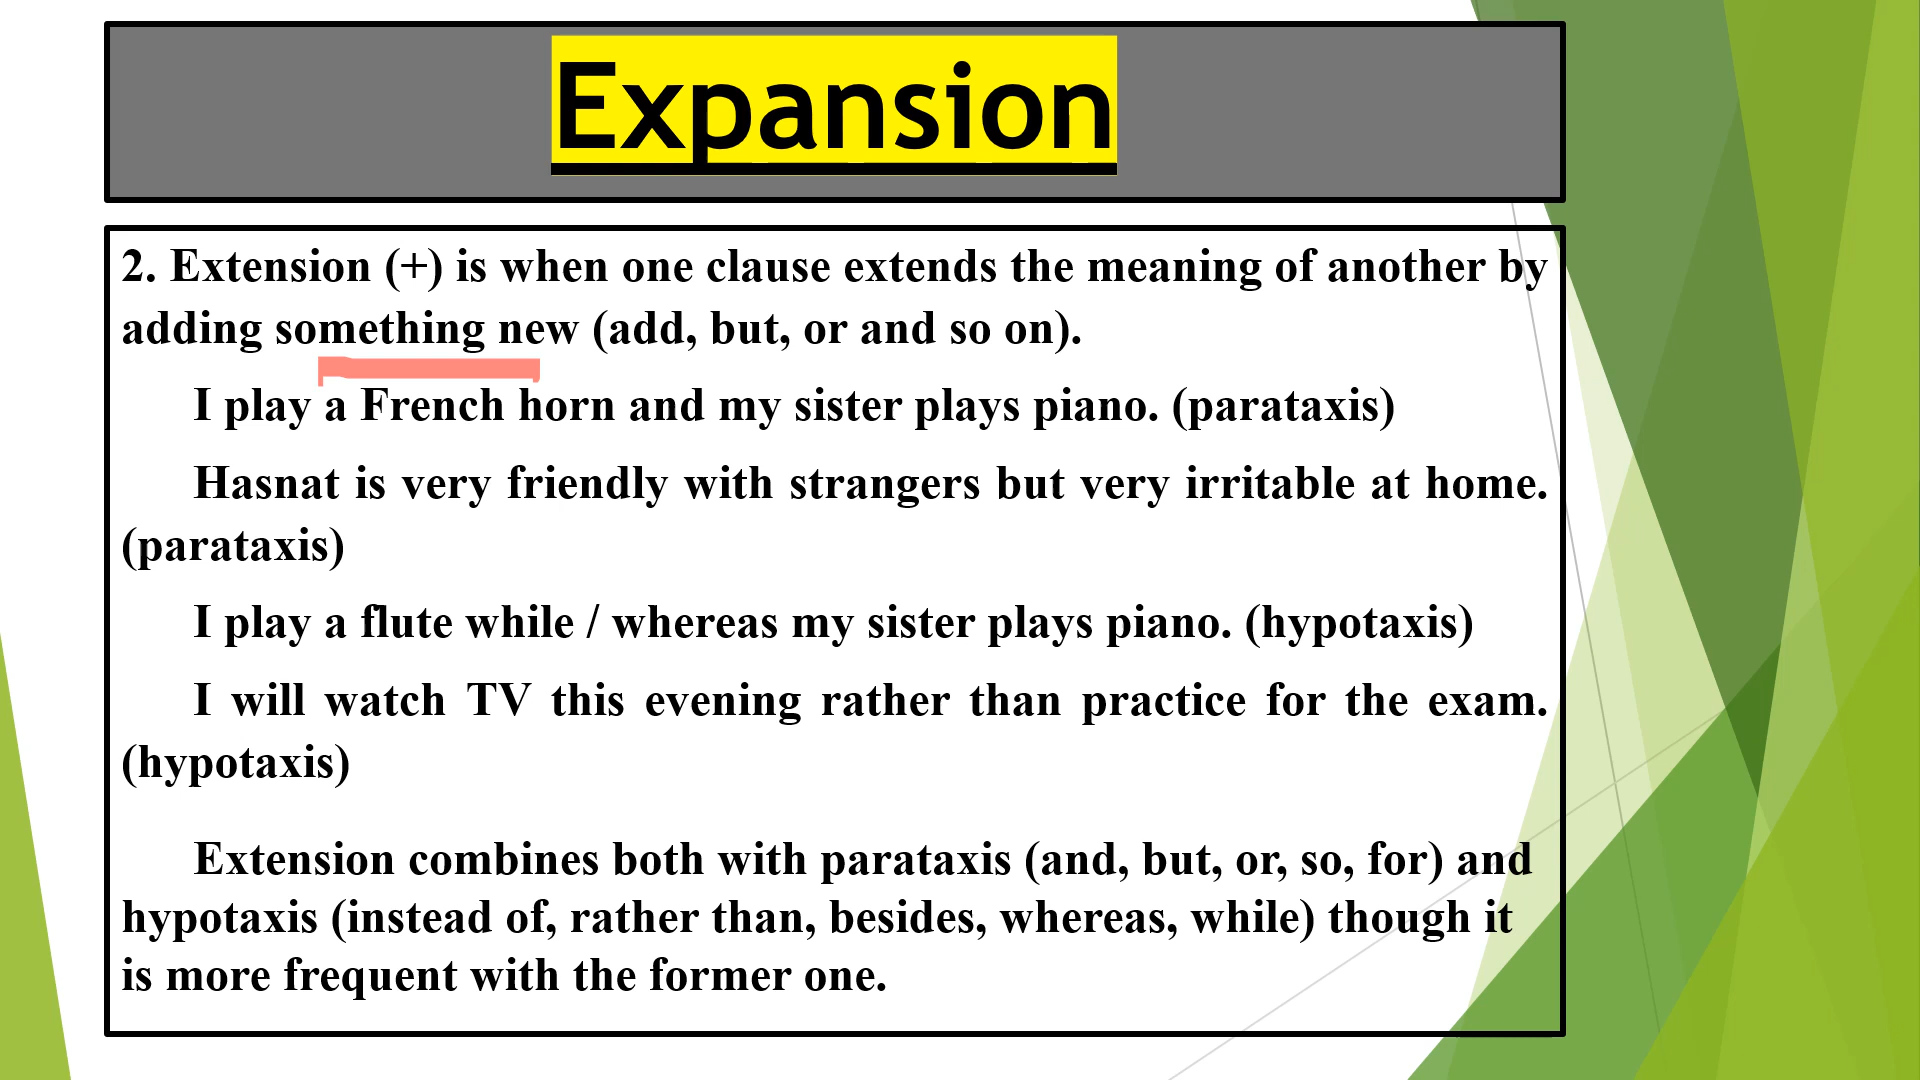 Expansion
2. Extension (+) is when one clause extends the meaning of another by
adding something new (add, but, or and so on).
I play a French horn and my sister plays piano. (parataxis)
Hasnat is very friendly with strangers but very irritable at home.
(parataxis)
I play a flute while / whereas my sister plays piano. (hypotaxis)
I will watch TV this evening rather than practice for the exam.
(hypotaxis)
Extension combines both with parataxis (and, but, or, so, for) and
hypotaxis (instead of, rather than, besides, whereas, while) though it
is more frequent with the former one.